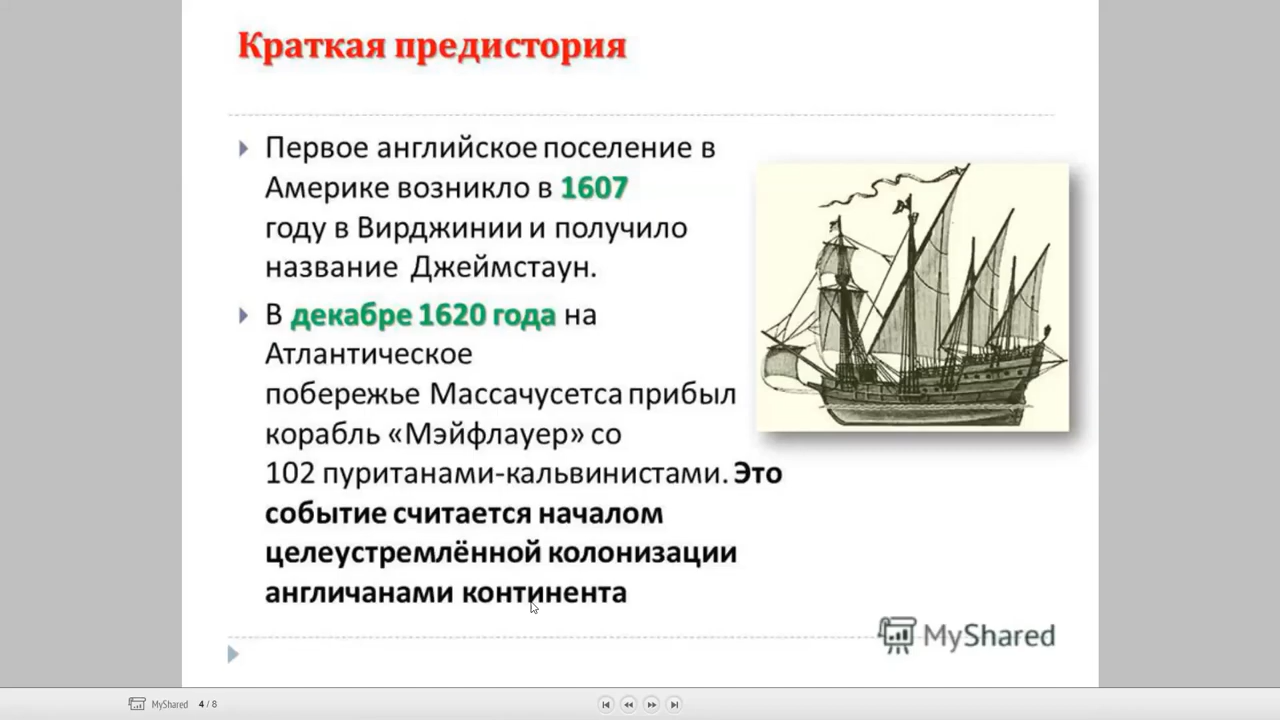 Краткая предистория
Первое английское поселение в
Америке возникло в 1607
году в Вирджинии и получило
название Джеймстаун.
В декабре 1620 года на
Атлантическое
побережье Массачусетса прибыл
корабль «Мэйфлауер» со
102 пуританами-кальвинистами. Это
событие считается началом
целеустремлённой колонизации
англичанами континента
MyShared
MyShared 4 / 8